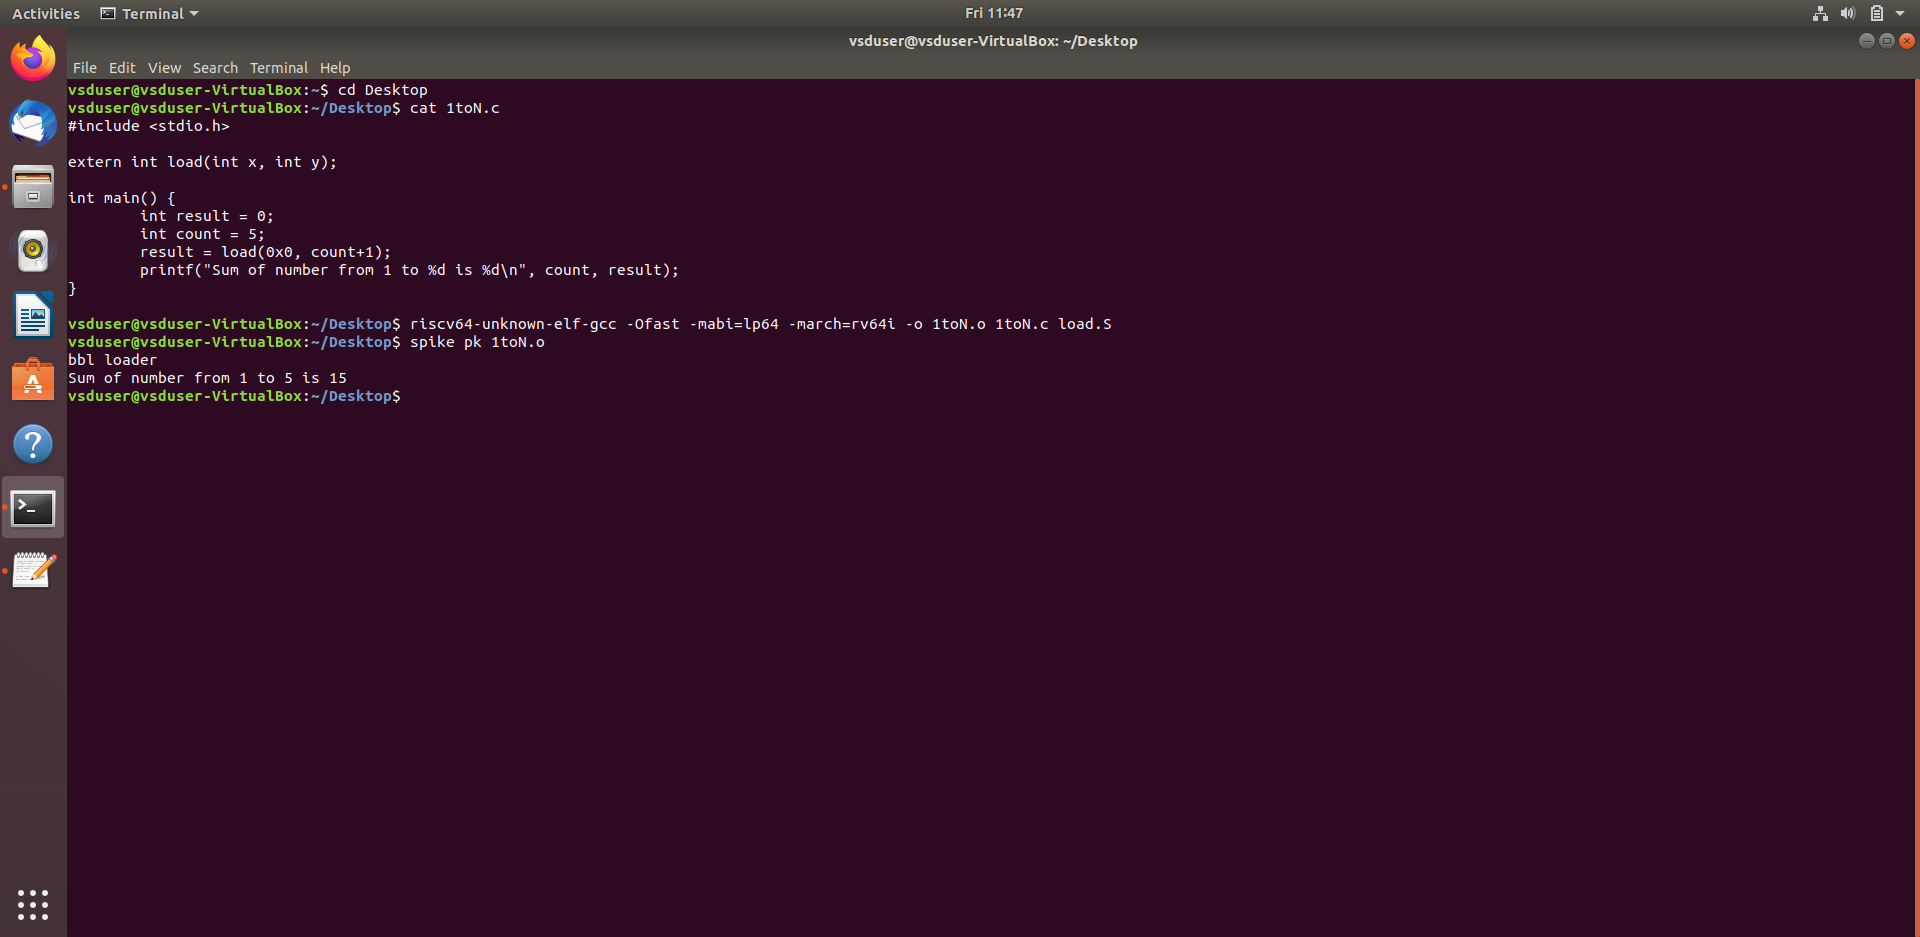 Activities Terminal Fri 11:47
vsduser@vsduser-VirtualBox: ~/Desktop
File Edit View Search Terminal Help
vsduser@vsduser-VirtualBox:~$ cd Desktop
vsduser@vsduser-VirtualBox:~/Desktop$ cat 1toN.c
#include <stdio.h>

extern int load(int x, int y);

int main() {
        int result = 0;
        int count = 5;
        result = load(0x0, count+1);
        printf("Sum of number from 1 to %d is %d\n", count, result);
}

vsduser@vsduser-VirtualBox:~/Desktop$ riscv64-unknown-elf-gcc -Ofast -mabi=lp64 -march=rv64i -o 1toN.o 1toN.c load.S
vsduser@vsduser-VirtualBox:~/Desktop$ spike pk 1toN.o
bbl loader
Sum of number from 1 to 5 is 15
vsduser@vsduser-VirtualBox:~/Desktop$